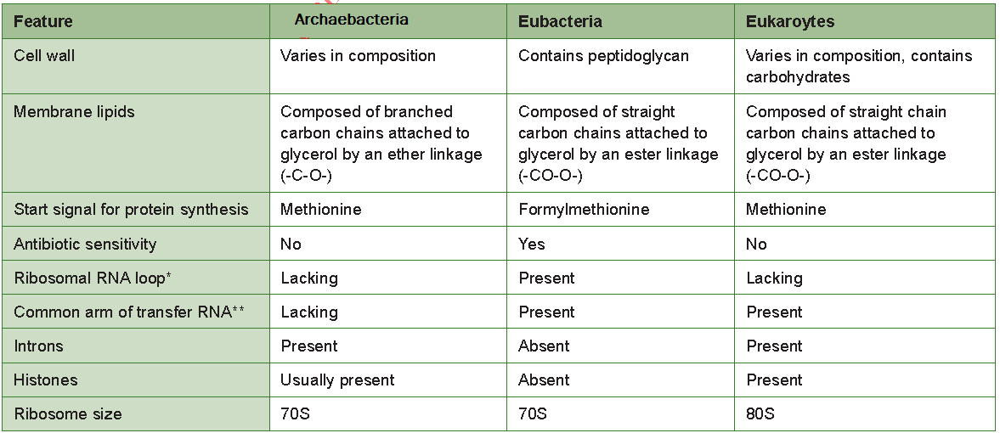 Feature Archaebacteria Eubacteria Eukaroytes
Cell wall Varies in composition Contains peptidoglycan Varies in composition, contains
carbohydrates
Membrane lipids Composed of branched Composed of straight Composed of straight chain
carbon chains attached to carbon chains attached to carbon chains attached to
glycerol by an ether linkage glycerol by an ester linkage glycerol by an ester linkage
(-C-O-) (-CO-O-) (-CO-O-)
Start signal for protein synthesis Methionine Formylmethionine Methionine
Antibiotic sensitivity No Yes No
Ribosomal RNA loop* Lacking Present Lacking
Common arm of transfer RNA** Lacking Present Present
Introns Present Absent Present
Histones Usually present Absent Present
Ribosome size 70S 70S 80S